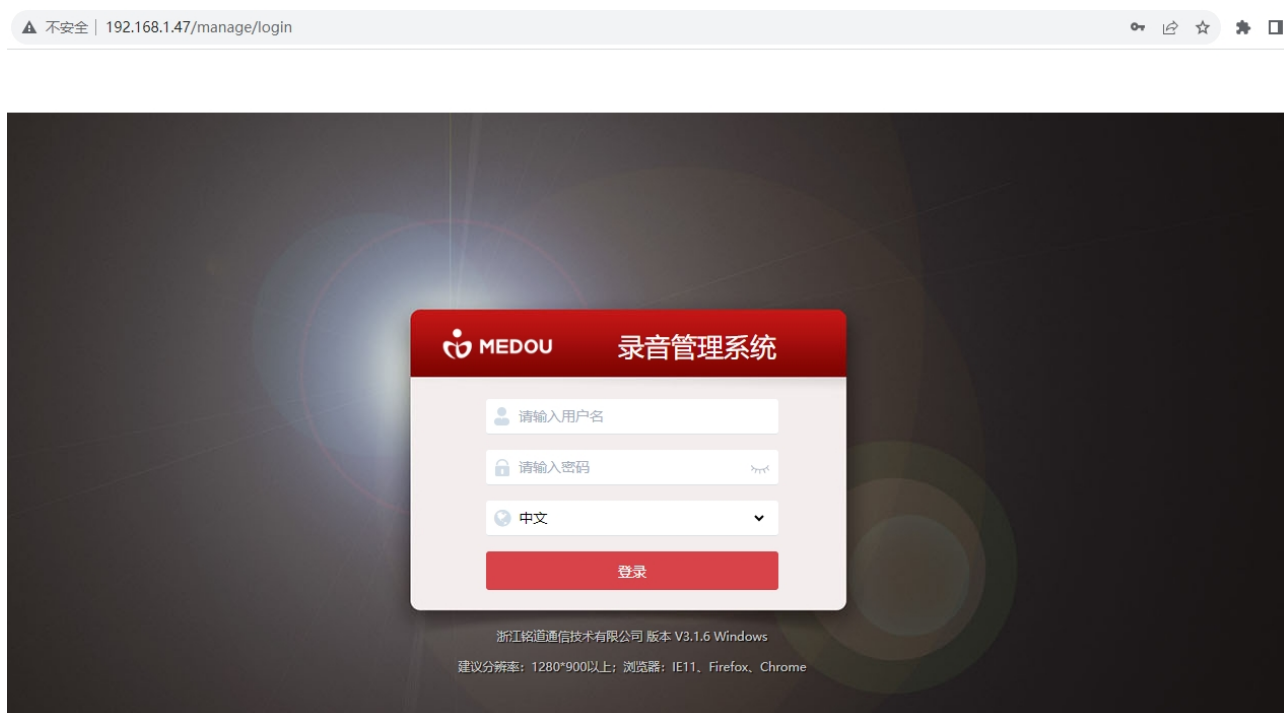 不安全 | 192.168.1.47/manage/login
MEDOU 录音管理系统
请输入用户名
请输入密码
中文
登录
浙江铭道通信技术有限公司 版本 V3.1.6 Windows
建议分辨率：1280*900以上；浏览器：IE11、Firefox、Chrome